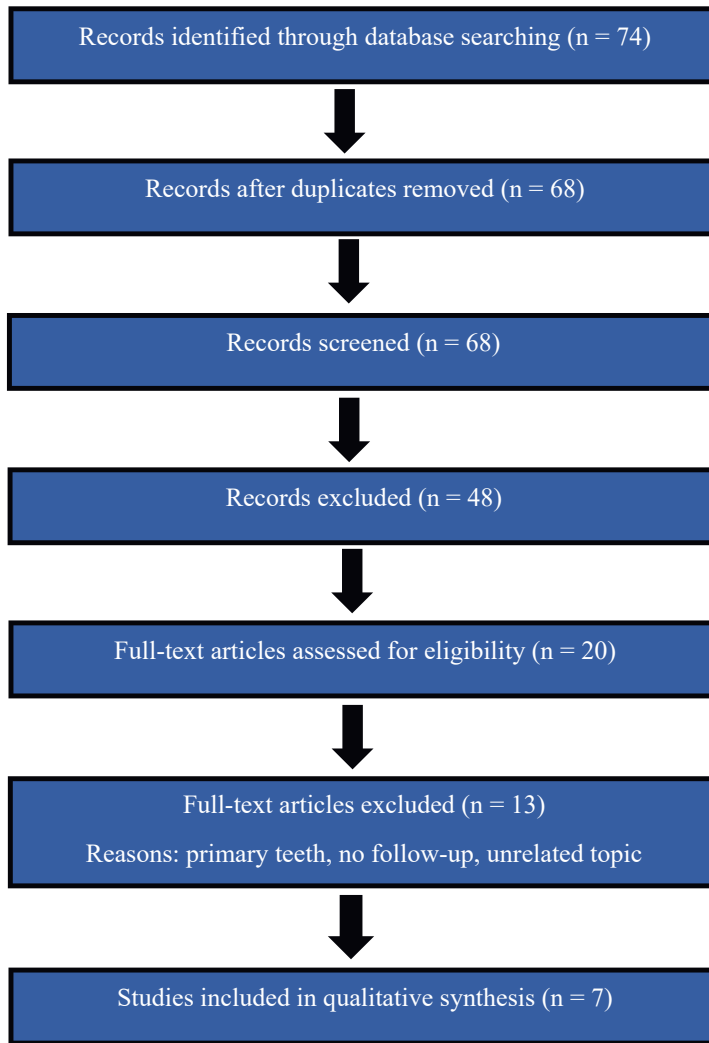 Records identified through database searching (n = 74)
Records after duplicates removed (n = 68)
Records screened (n = 68)
Records excluded (n = 48)
Full-text articles assessed for eligibility (n = 20)
Full-text articles excluded (n = 13)
Reasons: primary teeth, no follow-up, unrelated topic
Studies included in qualitative synthesis (n = 7)